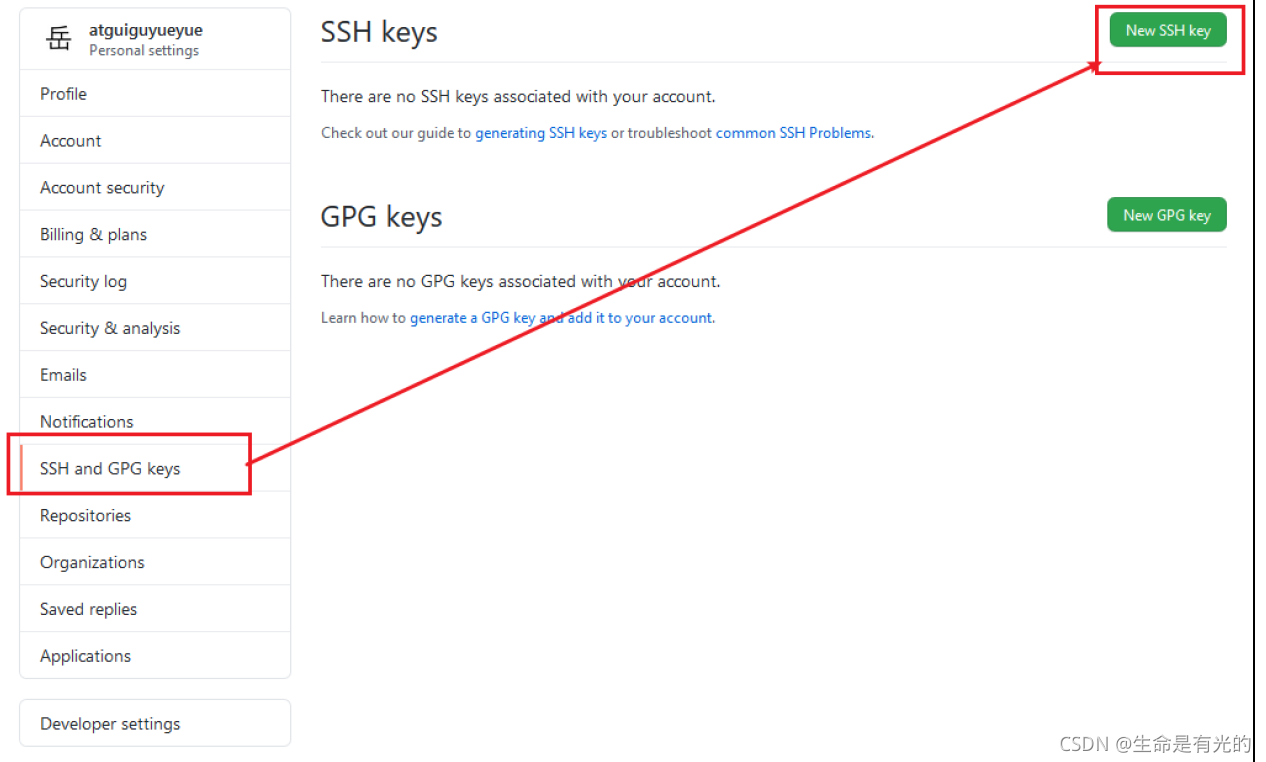 岳
atguiguyueyue
Personal settings
Profile
Account
Account security
Billing & plans
Security log
Security & analysis
Emails
Notifications
SSH and GPG keys
Repositories
Organizations
Saved replies
Applications
Developer settings
SSH keys
New SSH key
There are no SSH keys associated with your account.
Check out our guide to generating SSH keys or troubleshoot common SSH Problems.
GPG keys
New GPG key
There are no GPG keys associated with your account.
Learn how to generate a GPG key and add it to your account.
CSDN @生命是有光的